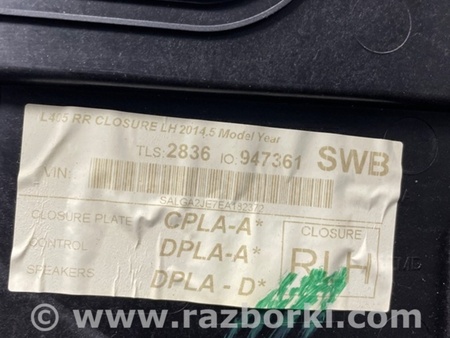 L405 RR CLOSURE LH 2014.5 Model Year
TLS: 2836 IO: 947361 SWB
VIN:
CLOSURE PLATE CPLA-A*
CLOSURE
CONTROL DPLA-A*
RLH
SPEAKERS DPLA - D*
© www.razborki.com